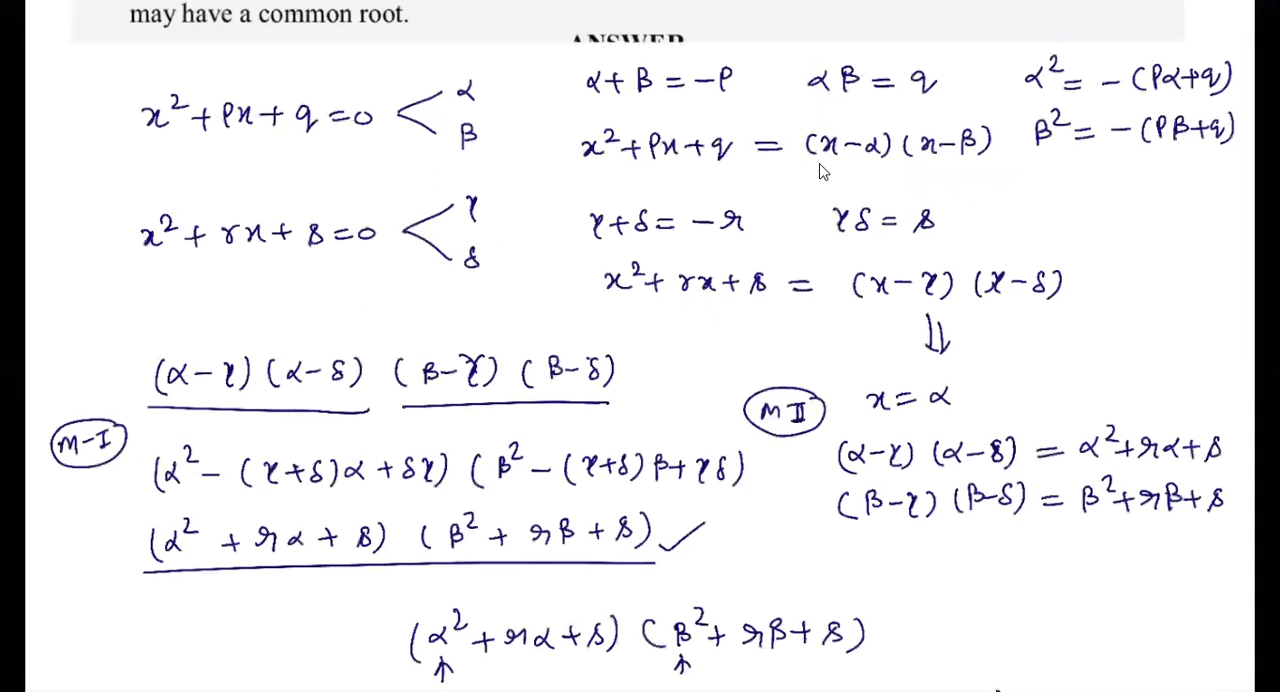 may have a common root.
ANSWER
x² + px + q = 0 < α β
α + β = -p αβ = q α² = -(pα+q)
x² + px + q = (x-α)(x-β) β² = -(pβ+q)
x² + rx + s = 0 < γ δ
γ + δ = -r γδ = s
x² + rx + s = (x-γ)(x-δ)
⇓
(α-γ)(α-δ) (β-γ)(β-δ)
M-I
(α² - (γ+δ)α + δγ) (β² - (γ+δ)β + γδ)
(α² + rα + s) (β² + rβ + s) ✓
M II
x = α
(α-γ)(α-δ) = α² + rα + s
(β-γ)(β-δ) = β² + rβ + s
(α² + rα + s) (β² + rβ + s)
↑ ↑